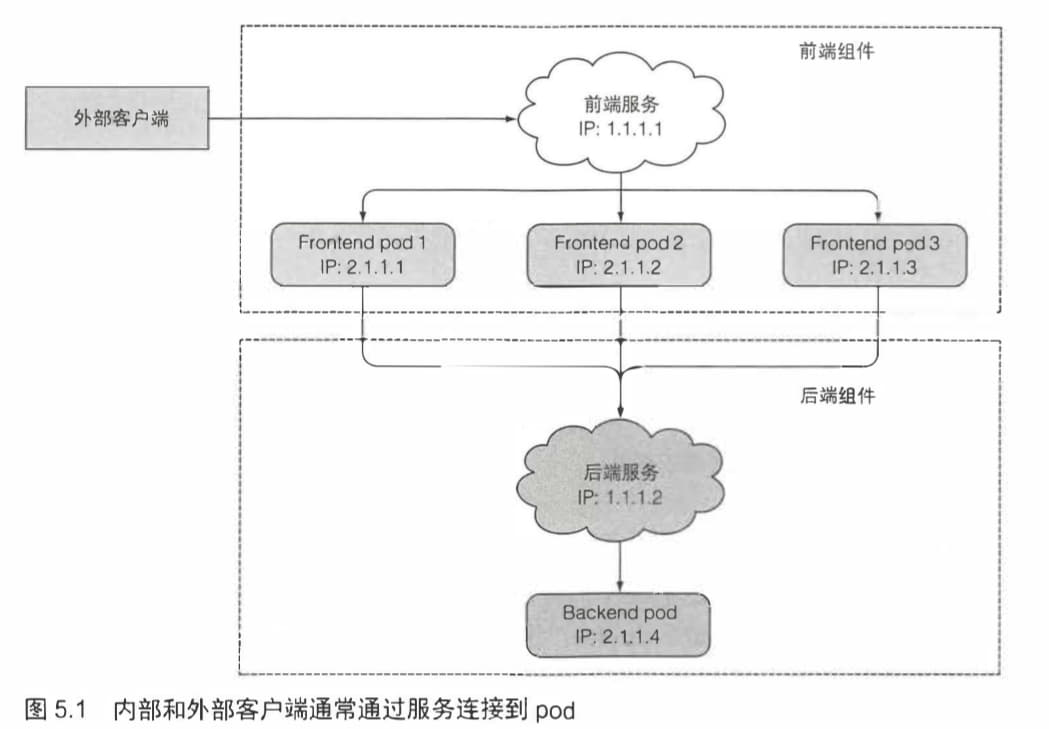 前端组件
外部客户端
前端服务
IP: 1.1.1.1
Frontend pod 1
IP: 2.1.1.1
Frontend pod 2
IP: 2.1.1.2
Frontend pod 3
IP: 2.1.1.3
后端组件
后端服务
IP: 1.1.1.2
Backend pod
IP: 2.1.1.4
图 5.1 内部和外部客户端通常通过服务连接到 pod